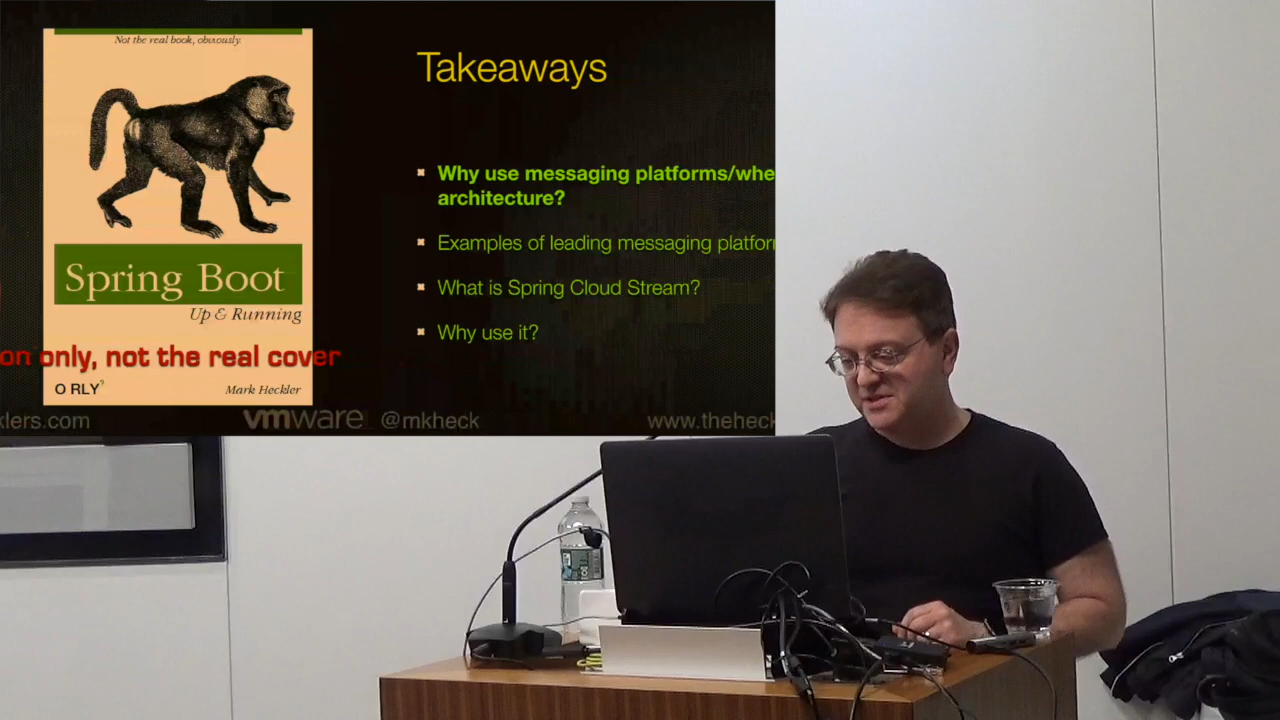 Not the real book, obviously.
Spring Boot
Up & Running
on only, not the real cover
O RLY?
Mark Heckler
Takeaways
Why use messaging platforms/whe
architecture?
Examples of leading messaging platfor
What is Spring Cloud Stream?
Why use it?
klers.com
vmware
@mkheck
www.theheck